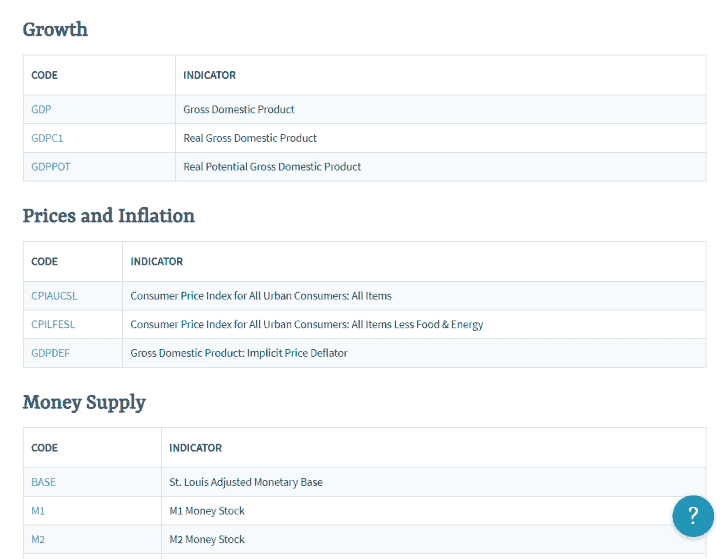 Growth
CODE INDICATOR
GDP Gross Domestic Product
GDPC1 Real Gross Domestic Product
GDPPOT Real Potential Gross Domestic Product
Prices and Inflation
CODE INDICATOR
CPIAUCSL Consumer Price Index for All Urban Consumers: All Items
CPILFESL Consumer Price Index for All Urban Consumers: All Items Less Food & Energy
GDPDEF Gross Domestic Product: Implicit Price Deflator
Money Supply
CODE INDICATOR
BASE St. Louis Adjusted Monetary Base
M1 M1 Money Stock
M2 M2 Money Stock
?